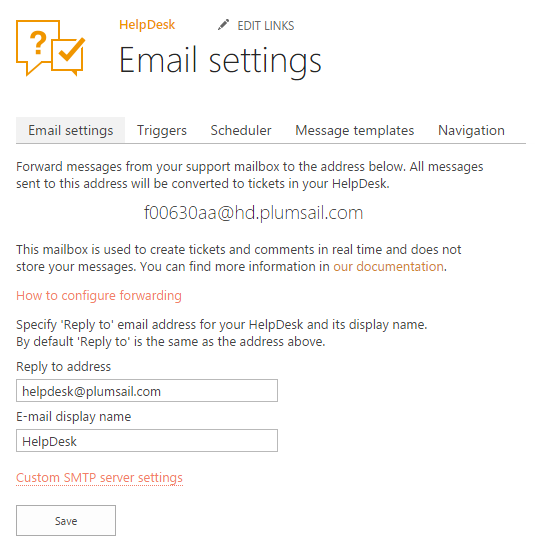 HelpDesk EDIT LINKS
Email settings
Email settings Triggers Scheduler Message templates Navigation
Forward messages from your support mailbox to the address below. All messages
sent to this address will be converted to tickets in your HelpDesk.
f00630aa@hd.plumsail.com
This mailbox is used to create tickets and comments in real time and does not
store your messages. You can find more information in our documentation.
How to configure forwarding
Specify 'Reply to' email address for your HelpDesk and its display name.
By default 'Reply to' is the same as the address above.
Reply to address
helpdesk@plumsail.com
E-mail display name
HelpDesk
Custom SMTP server settings
Save